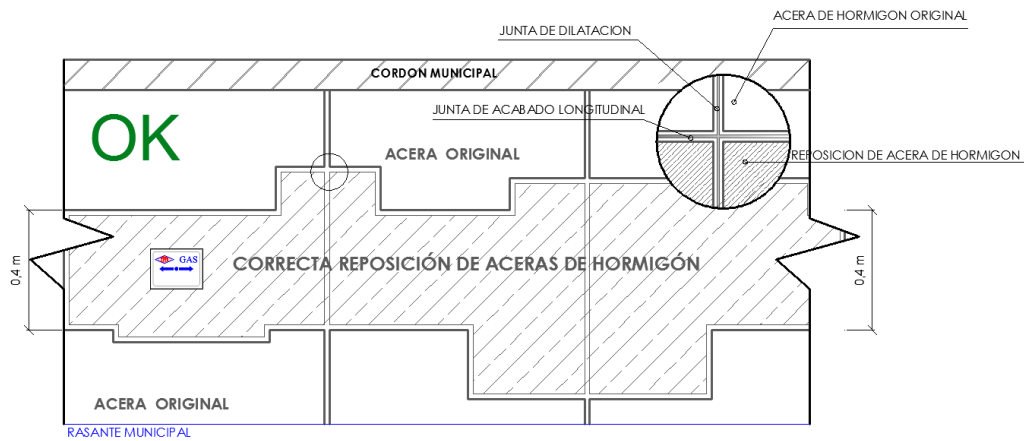 ACERA DE HORMIGON ORIGINAL
JUNTA DE DILATACION
CORDON MUNICIPAL
JUNTA DE ACABADO LONGITUDINAL
OK
ACERA ORIGINAL
REPOSICION DE ACERA DE HORMIGON
GAS
CORRECTA REPOSICIÓN DE ACERAS DE HORMIGÓN
0,4 m
0,4 m
ACERA ORIGINAL
RASANTE MUNICIPAL